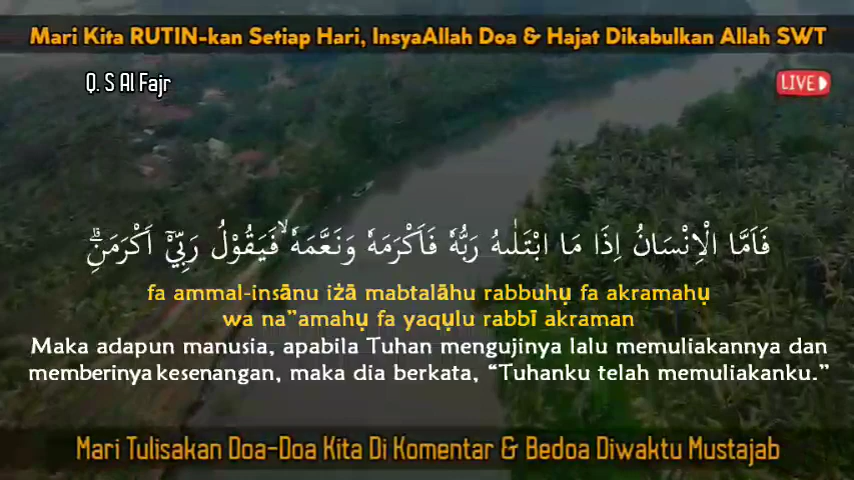 Mari Kita RUTIN-kan Setiap Hari, InsyaAllah Doa & Hajat Dikabulkan Allah SWT
Q. S Al Fajr
LIVE
فَاَمَّا الْاِنْسَانُ اِذَا مَا ابْتَلٰىهُ رَبُّهٗ فَاَكْرَمَهٗ وَنَعَّمَهٗ ۙفَيَقُوْلُ رَبِّيْٓ اَكْرَمَنِۗ
fa ammal-insānu iżā mabtalāhu rabbuhụ fa akramahụ
wa na”amahụ fa yaqụlu rabbī akraman
Maka adapun manusia, apabila Tuhan mengujinya lalu memuliakannya dan
memberinya kesenangan, maka dia berkata, “Tuhanku telah memuliakanku.”
Mari Tulisakan Doa-Doa Kita Di Komentar & Bedoa Diwaktu Mustajab